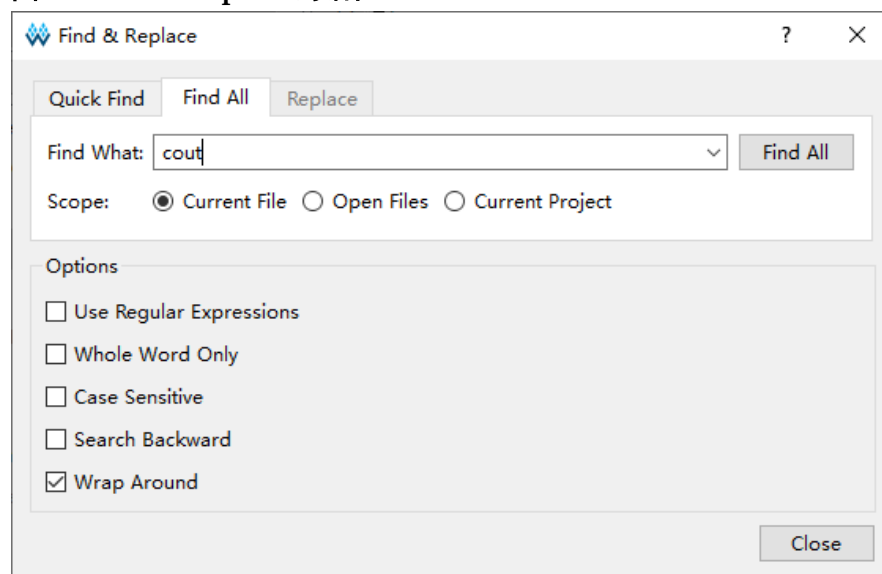 Find & Replace ?
Quick Find Find All Replace
Find What: cout Find All
Scope: Current File Open Files Current Project
Options
Use Regular Expressions
Whole Word Only
Case Sensitive
Search Backward
Wrap Around
Close